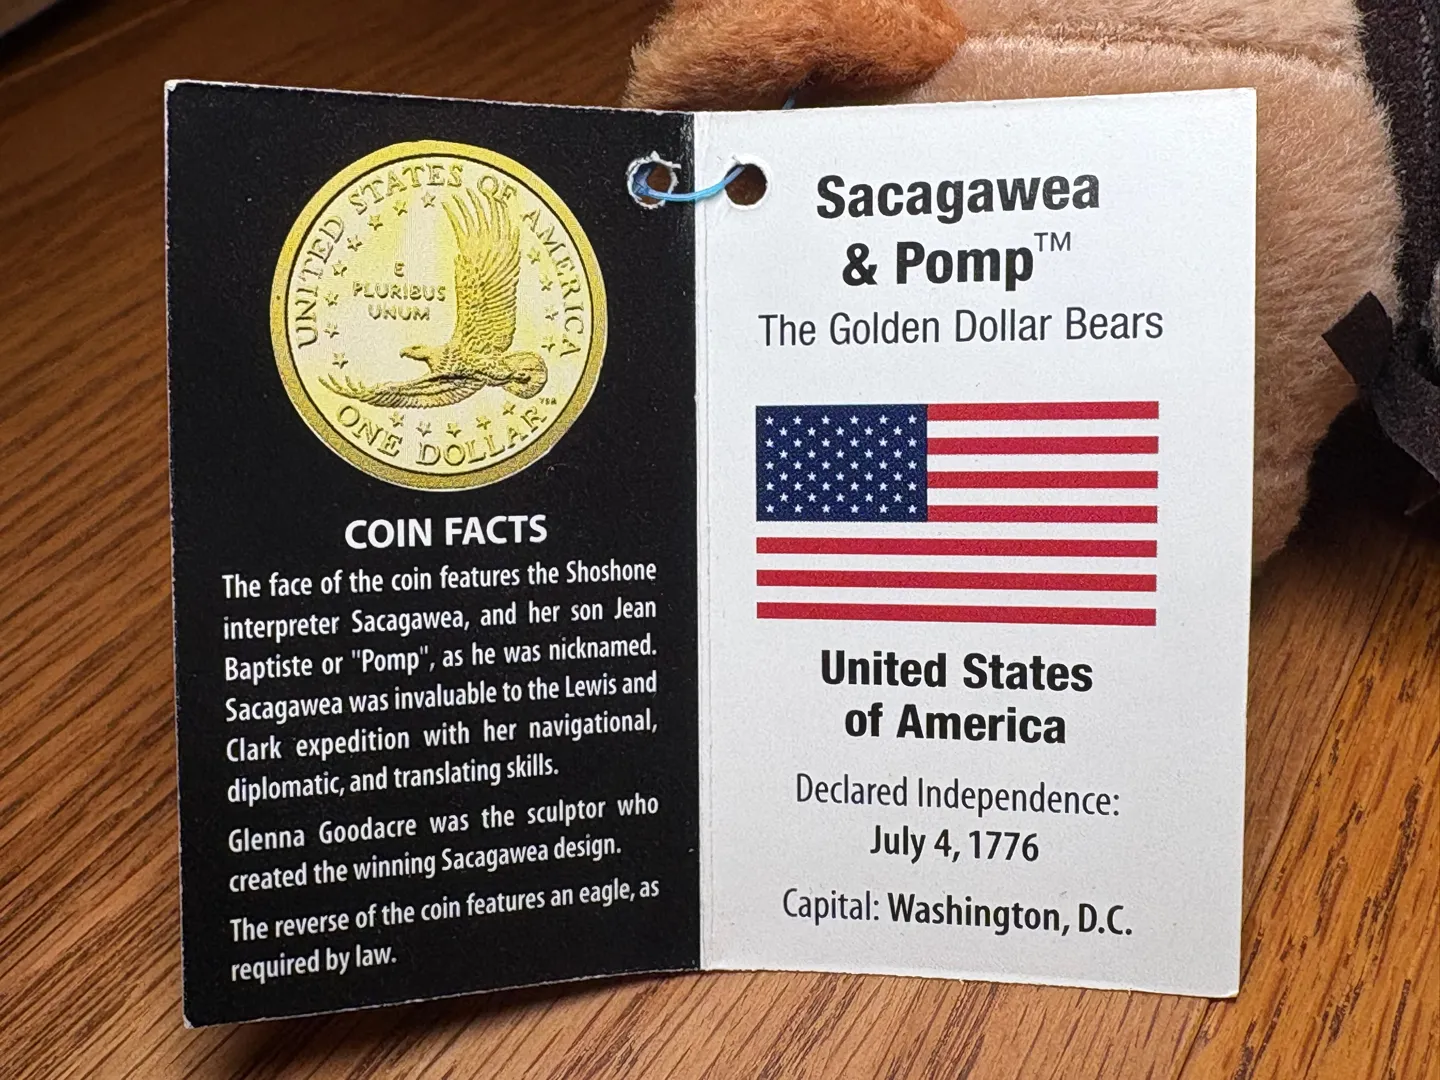 UNITED STATES OF AMERICA
E
PLURIBUS
UNUM
ONE DOLLAR
COIN FACTS
The face of the coin features the Shoshone
interpreter Sacagawea, and her son Jean
Baptiste or "Pomp", as he was nicknamed.
Sacagawea was invaluable to the Lewis and
Clark expedition with her navigational,
diplomatic, and translating skills.
Glenna Goodacre was the sculptor who
created the winning Sacagawea design.
The reverse of the coin features an eagle, as
required by law.
Sacagawea
& Pomp™
The Golden Dollar Bears
United States
of America
Declared Independence:
July 4, 1776
Capital: Washington, D.C.